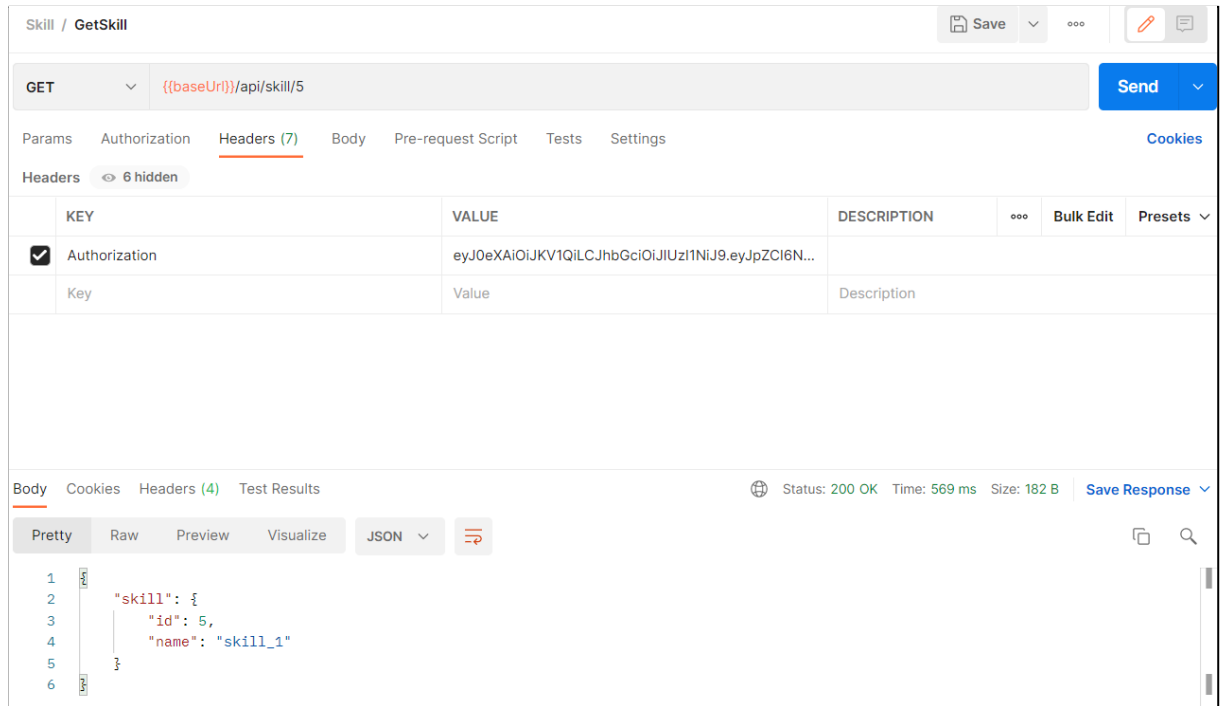 Skill / GetSkill Save ooo
GET {{baseUrl}}/api/skill/5 Send
Params Authorization Headers (7) Body Pre-request Script Tests Settings Cookies
Headers 6 hidden
KEY VALUE DESCRIPTION ooo Bulk Edit Presets
Authorization eyJ0eXAiOiJKV1QiLCJhbGciOiJIUzI1NiJ9.eyJpZCI6N...
Key Value Description
Body Cookies Headers (4) Test Results Status: 200 OK Time: 569 ms Size: 182 B Save Response
Pretty Raw Preview Visualize JSON
1 {
2 "skill": {
3 "id": 5,
4 "name": "skill_1"
5 }
6 }